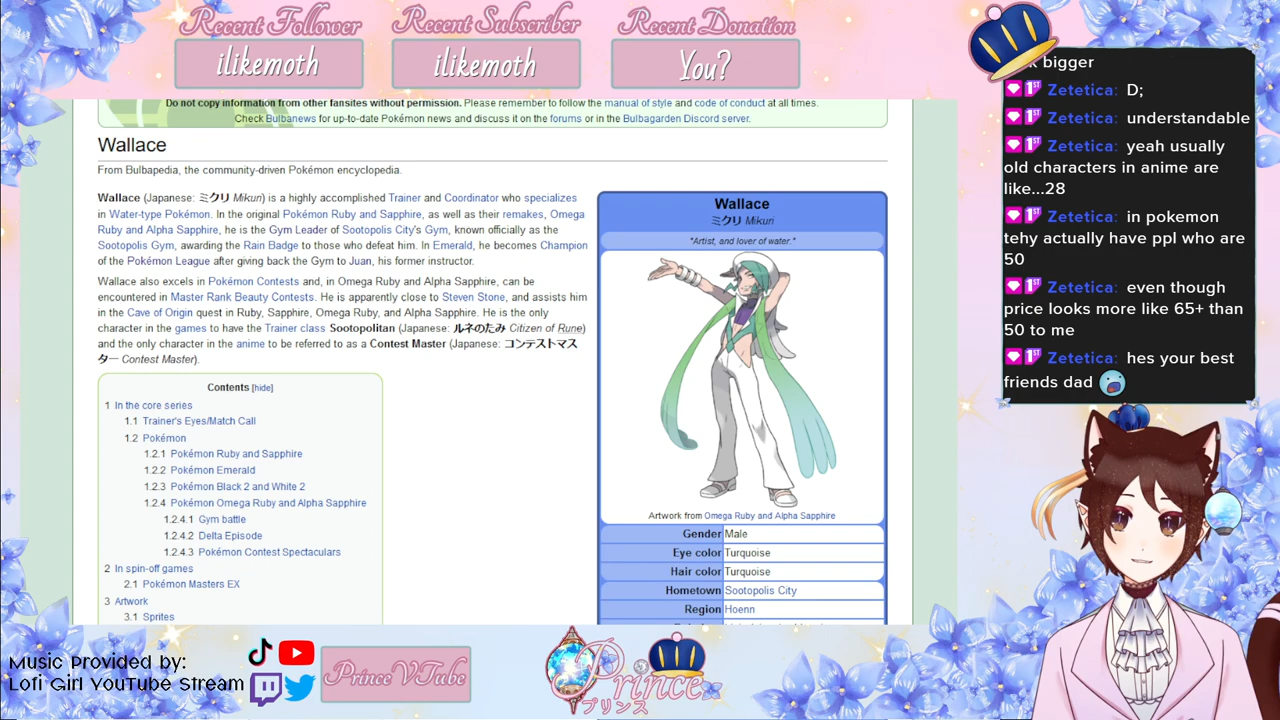 Recent Follower
Recent Subscriber
Recent Donation
ilikemoth
ilikemoth
You?
Do not copy information from other fansites without permission. Please remember to follow the manual of style and code of conduct at all times.
Check Bulbanews for up-to-date Pokémon news and discuss it on the forums or in the Bulbagarden Discord server.
Wallace
From Bulbapedia, the community-driven Pokémon encyclopedia.
Wallace (Japanese: ミクリ Mikuri) is a highly accomplished Trainer and Coordinator who specializes
in Water-type Pokémon. In the original Pokémon Ruby and Sapphire, as well as their remakes, Omega
Ruby and Alpha Sapphire, he is the Gym Leader of Sootopolis City's Gym, known officially as the
Sootopolis Gym, awarding the Rain Badge to those who defeat him. In Emerald, he becomes Champion
of the Pokémon League after giving back the Gym to Juan, his former instructor.
Wallace also excels in Pokémon Contests and, in Omega Ruby and Alpha Sapphire, can be
encountered in Master Rank Beauty Contests. He is apparently close to Steven Stone, and assists him
in the Cave of Origin quest in Ruby, Sapphire, Omega Ruby, and Alpha Sapphire. He is the only
character in the games to have the Trainer class Sootopolitan (Japanese: ルネのたみ Citizen of Rune)
and the only character in the anime to be referred to as a Contest Master (Japanese: コンテストマス
ター Contest Master).
Contents [hide]
1 In the core series
1.1 Trainer's Eyes/Match Call
1.2 Pokémon
1.2.1 Pokémon Ruby and Sapphire
1.2.2 Pokémon Emerald
1.2.3 Pokémon Black 2 and White 2
1.2.4 Pokémon Omega Ruby and Alpha Sapphire
1.2.4.1 Gym battle
1.2.4.2 Delta Episode
1.2.4.3 Pokémon Contest Spectaculars
2 In spin-off games
2.1 Pokémon Masters EX
3 Artwork
3.1 Sprites
Wallace
ミクリ Mikuri
"Artist, and lover of water."
Artwork from Omega Ruby and Alpha Sapphire
Gender Male
Eye color Turquoise
Hair color Turquoise
Hometown Sootopolis City
Region Hoenn
bigger
1st Zetetica: D;
1st Zetetica: understandable
1st Zetetica: yeah usually
old characters in anime are
like...28
1st Zetetica: in pokemon
tehy actually have ppl who are
50
1st Zetetica: even though
price looks more like 65+ than
50 to me
1st Zetetica: hes your best
friends dad
Music Provided by:
Lofi Girl YouTube Stream
Prince VTube
Prince
プリンス